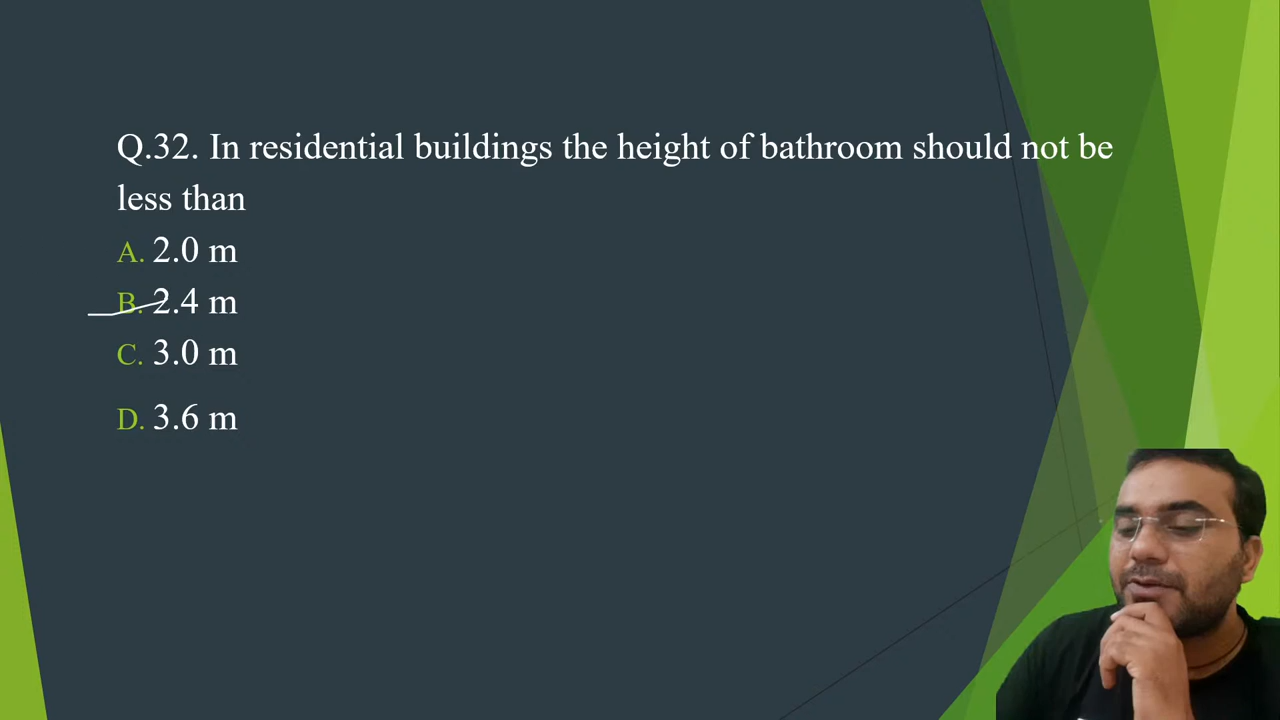 Q.32. In residential buildings the height of bathroom should not be
less than
A. 2.0 m
B. 2.4 m
C. 3.0 m
D. 3.6 m